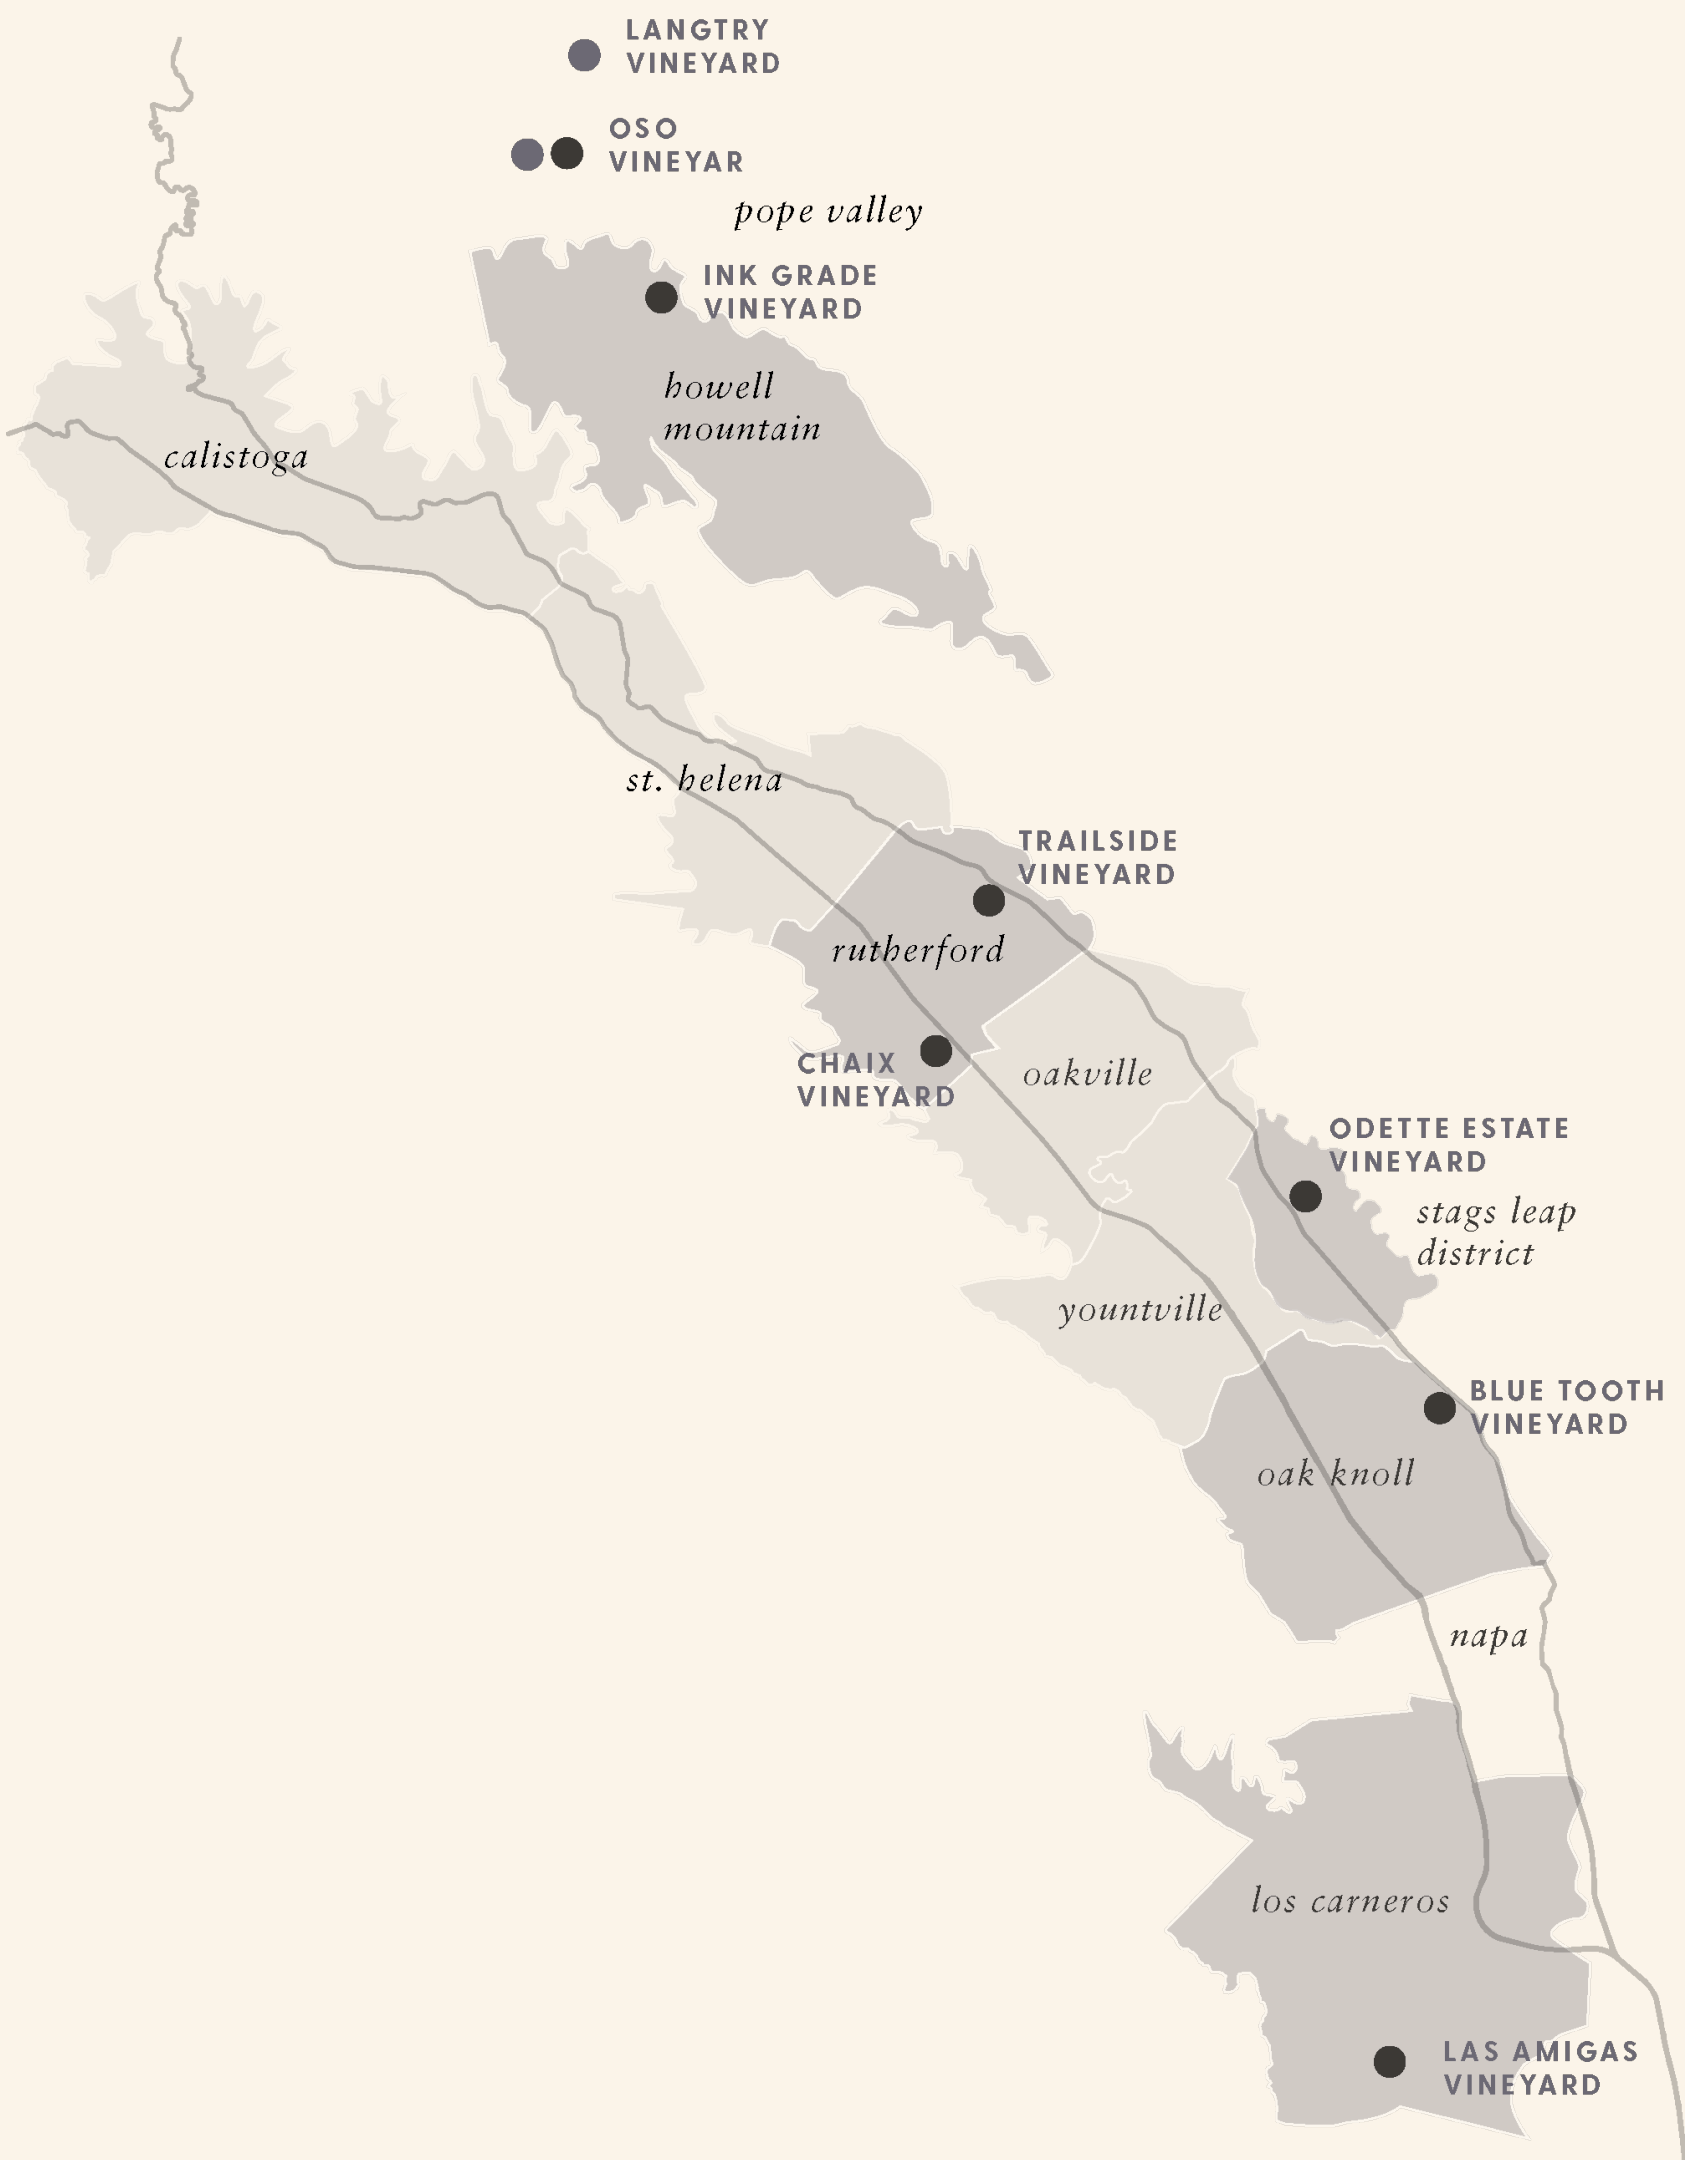 LANGTRY
VINEYARD
OSO
VINEYAR
pope valley
INK GRADE
VINEYARD
howell
mountain
calistoga
st. helena
TRAILSIDE
VINEYARD
rutherford
CHAIX
VINEYARD
oakville
ODETTE ESTATE
VINEYARD
stags leap
district
yountville
BLUE TOOTH
VINEYARD
oak knoll
napa
los carneros
LAS AMIGAS
VINEYARD